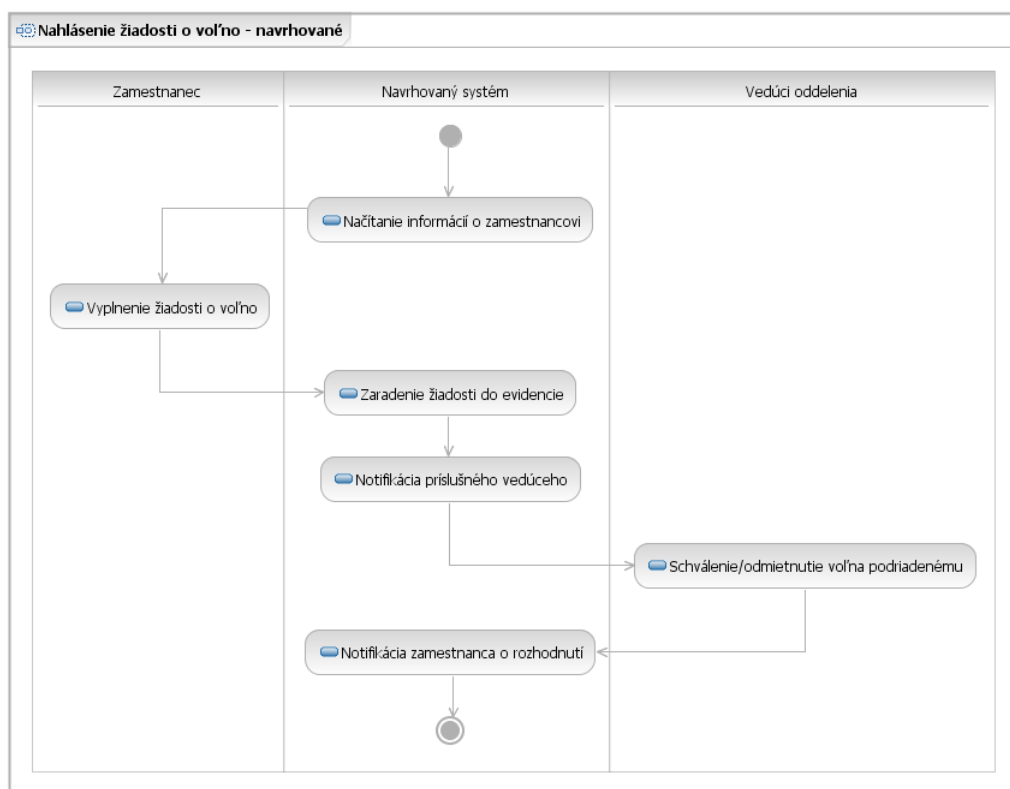 Nahlásenie žiadosti o voľno - navrhované
Zamestnanec
Navrhovaný systém
Vedúci oddelenia
Načítanie informácií o zamestnancovi
Vyplnenie žiadosti o voľno
Zaradenie žiadosti do evidencie
Notifikácia príslušného vedúceho
Schválenie/odmietnutie voľna podriadenému
Notifikácia zamestnanca o rozhodnutí